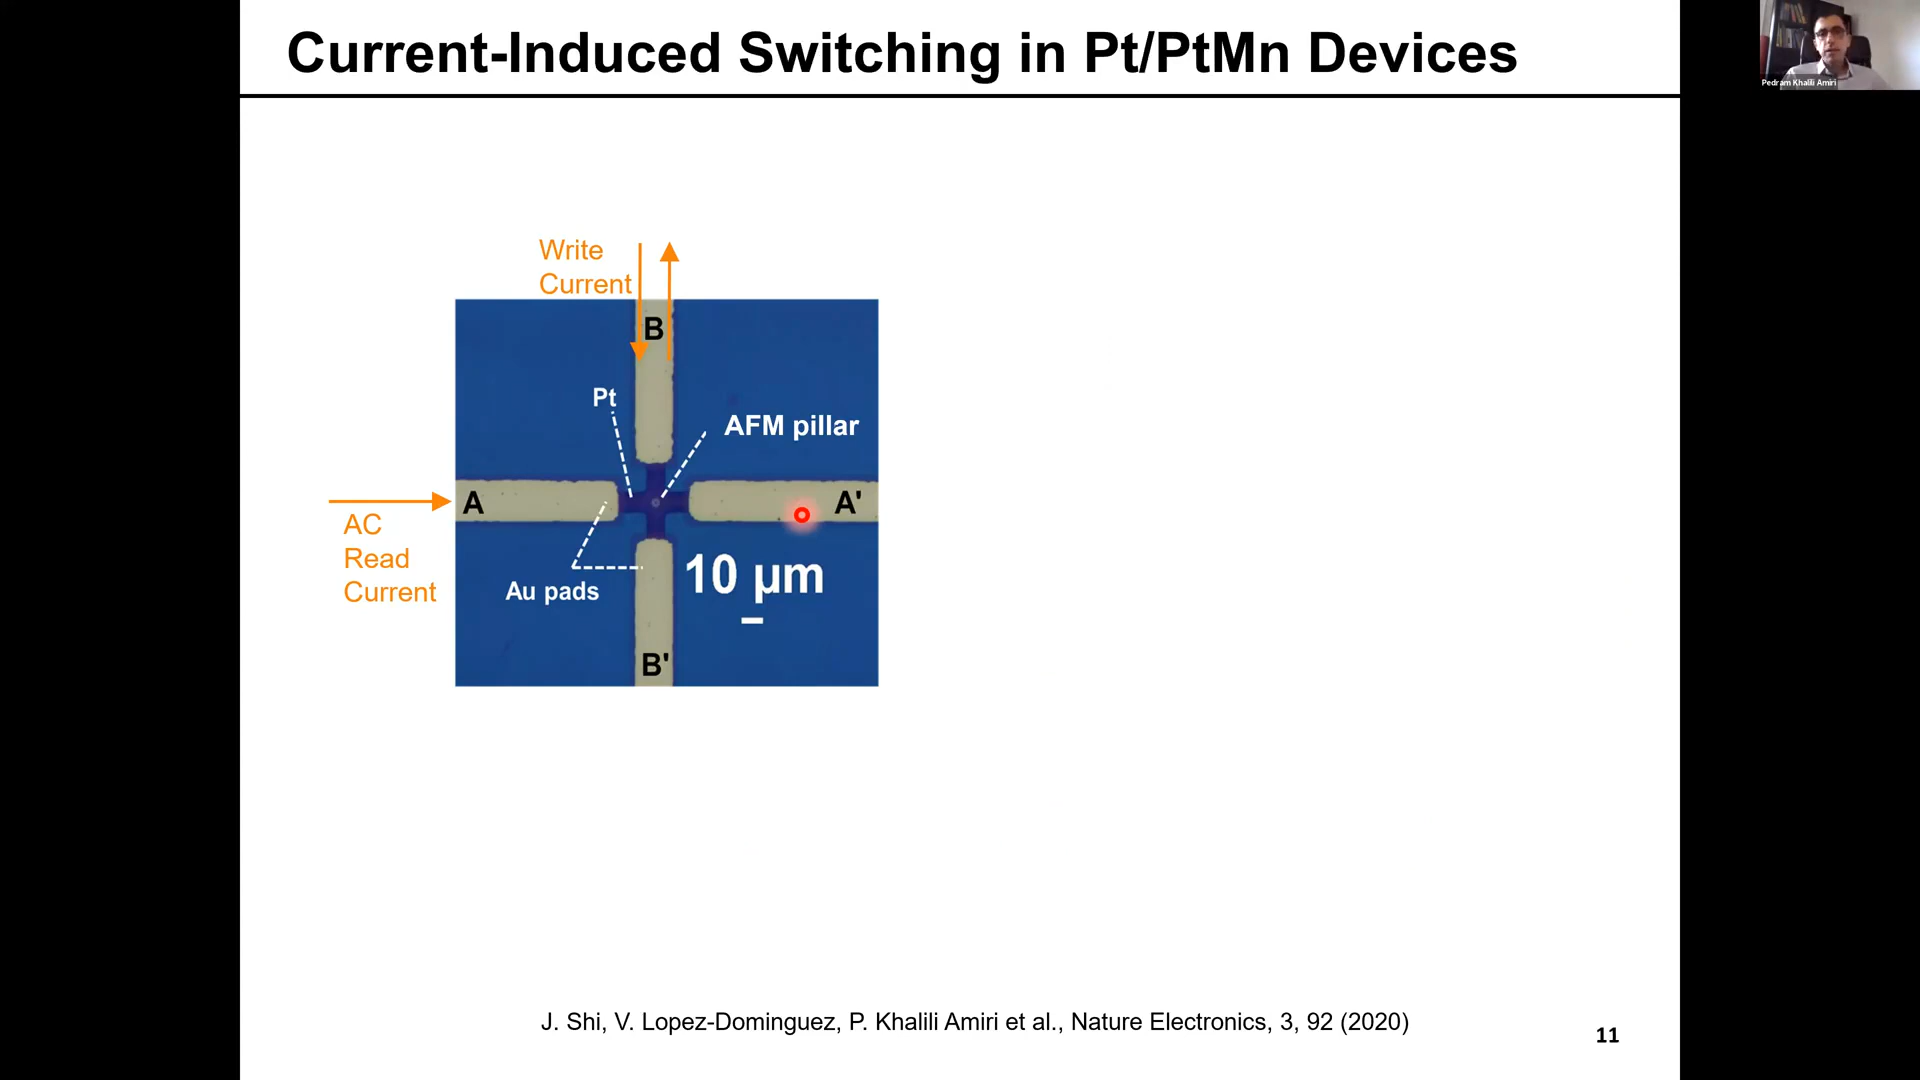 Current-Induced Switching in Pt/PtMn Devices
Pedram Khalili Amiri
Write
Current
B
Pt
AFM pillar
A
A'
AC
Read
Current
Au pads
10 µm
B'
J. Shi, V. Lopez-Dominguez, P. Khalili Amiri et al., Nature Electronics, 3, 92 (2020)
11